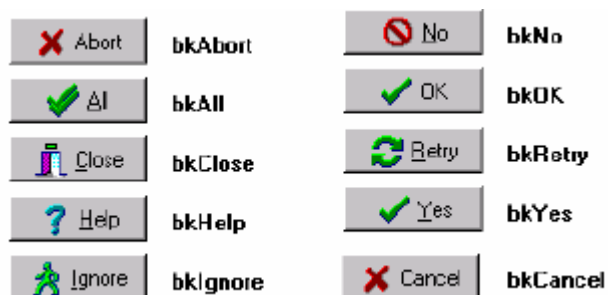 Abort bkAbort
All bkAll
Close bkClose
Help bkHelp
Ignore bkIgnore
No bkNo
OK bkOK
Retry bkRetry
Yes bkYes
Cancel bkCancel